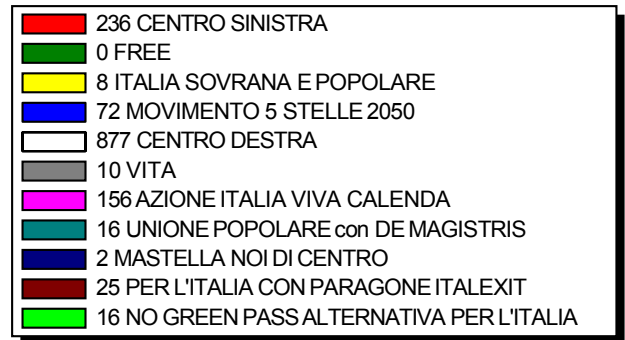 236 CENTRO SINISTRA
0 FREE
8 ITALIA SOVRANA E POPOLARE
72 MOVIMENTO 5 STELLE 2050
877 CENTRO DESTRA
10 VITA
156 AZIONE ITALIA VIVA CALENDA
16 UNIONE POPOLARE con DE MAGISTRIS
2 MASTELLA NOI DI CENTRO
25 PER L'ITALIA CON PARAGONE ITALEXIT
16 NO GREEN PASS ALTERNATIVA PER L'ITALIA